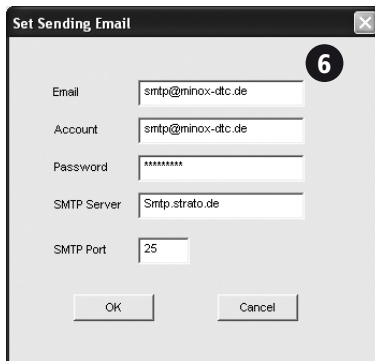 Set Sending Email
6
Email smtp@minox-dtc.de
Account smtp@minox-dtc.de
Password *********
SMTP Server Smtp.strato.de
SMTP Port 25
OK Cancel